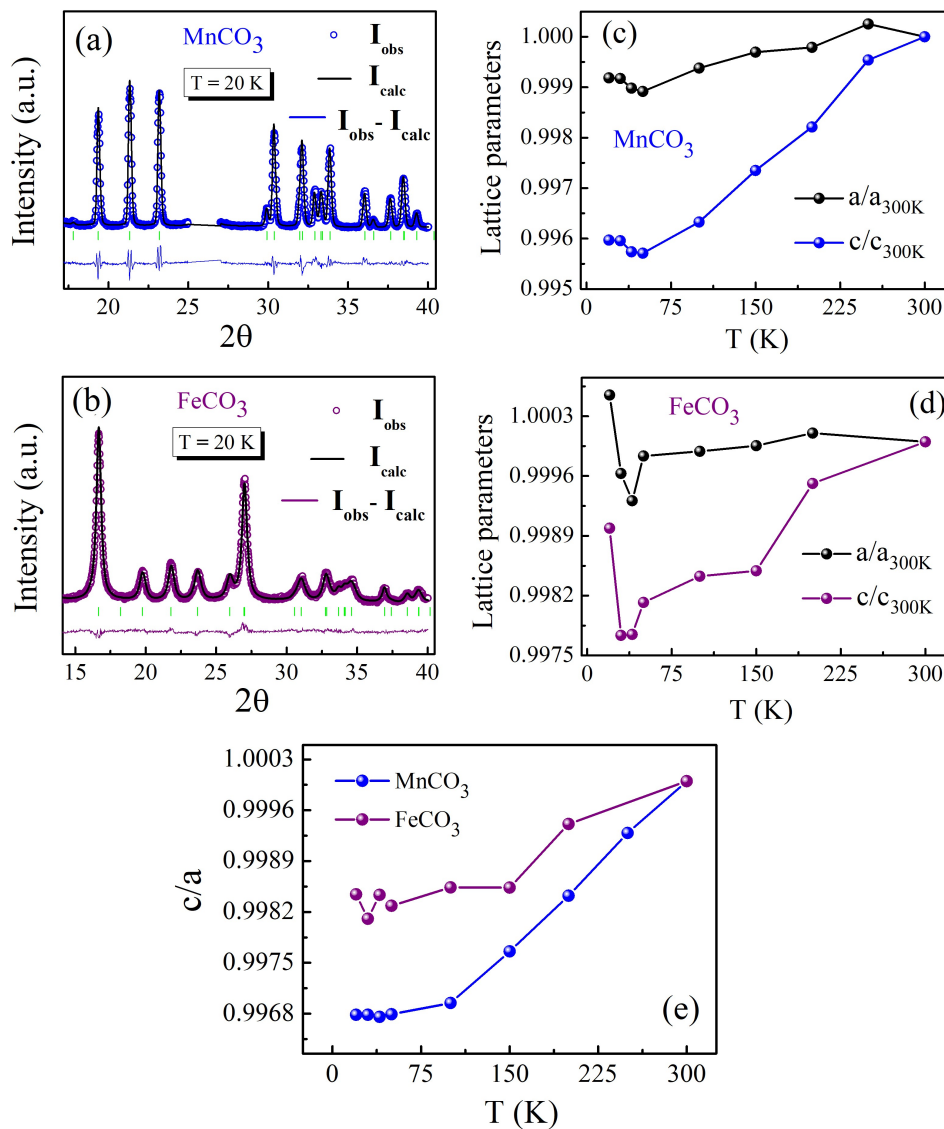 (a)
MnCO3
T = 20 K
Iobs
Icalc
Iobs- Icalc
Intensity (a.u.)
20 25 30 35 40
2θ
(c)
1.000
0.999
0.998
0.997
0.996
0.995
Lattice parameters
MnCO3
a/a300K
c/c300K
0 75 150 225 300
T (K)
(b)
FeCO3
T = 20 K
Iobs
Icalc
Iobs- Icalc
Intensity (a.u.)
15 20 25 30 35 40
2θ
(d)
FeCO3
1.0003
0.9996
0.9989
0.9982
0.9975
Lattice parameters
a/a300K
c/c300K
0 75 150 225 300
T (K)
1.0003
0.9996
0.9989
0.9982
0.9975
0.9968
c/a
MnCO3
FeCO3
(e)
0 75 150 225 300
T (K)